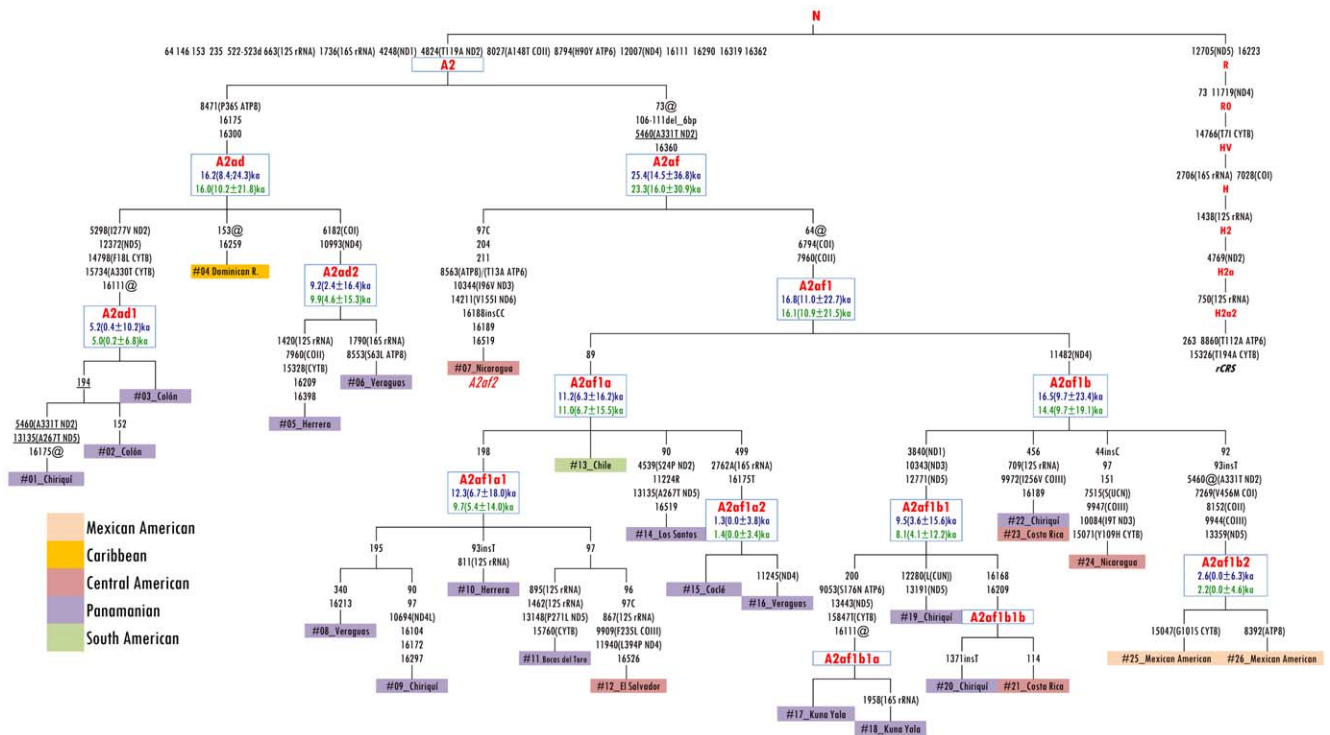 N
64 146 153 235 522-523d 663(12S rRNA) 1736(16S rRNA) 4248(ND1) 4824(T119A ND2) 8027(A148T COII) 8794(H90Y ATP6) 12007(ND4) 16111 16290 16319 16362
A2
12705(ND5) 16223
R
73 11719(ND4)
R0
14766(T7I CYTB)
HV
2706(16S rRNA) 7028(COI)
H
1438(12S rRNA)
H2
4769(ND2)
H2a
750(12S rRNA)
H2a2
263 8860(T112A ATP6)
15326(T194A CYTB)
rCRS
8471(P36S ATP8)
16175
16300
A2ad
16.2(8.4;24.3)ka
16.0(10.2±21.8)ka
73@
106-111del_6bp
5460(A331T ND2)
16360
A2af
25.4(14.5±36.8)ka
23.3(16.0±30.9)ka
5298(I277V ND2)
12372(ND5)
14798(F18L CYTB)
15734(A330T CYTB)
16111@
A2ad1
5.2(0.4±10.2)ka
5.0(0.2±6.8)ka
194
#03_Colón
5460(A331T ND2)
13135(A267T ND5)
16175@
#01_Chiriquí
152
#02_Colón
153@
16259
#04 Dominican R.
6182(COI)
10993(ND4)
A2ad2
9.2(2.4±16.4)ka
9.9(4.6±15.3)ka
1420(12S rRNA)
7960(COII)
15328(CYTB)
16209
16398
#05_Herrera
1790(16S rRNA)
8553(S63L ATP8)
#06_Veraguas
97C
204
211
8563(ATP8)/(T13A ATP6)
10344(I96V ND3)
14211(V155I ND6)
16188insCC
16189
16519
#07_Nicaragua
A2af2
64@
6794(COI)
7960(COII)
A2af1
16.8(11.0±22.7)ka
16.1(10.9±21.5)ka
89
A2af1a
11.2(6.3±16.2)ka
11.0(6.7±15.5)ka
11482(ND4)
A2af1b
16.5(9.7±23.4)ka
14.4(9.7±19.1)ka
198
A2af1a1
12.3(6.7±18.0)ka
9.7(5.4±14.0)ka
195
340
16213
#08_Veraguas
90
97
10694(ND4L)
16104
16172
16297
#09_Chiriquí
93insT
811(12S rRNA)
#10_Herrera
97
895(12S rRNA)
1462(12S rRNA)
13148(P271L ND5)
15760(CYTB)
#11 Bocas del Toro
96
97C
867(12S rRNA)
9909(F235L COIII)
11940(L394P ND4)
16526
#12_El Salvador
#13_Chile
90
4539(S24P ND2)
11224R
13135(A267T ND5)
16519
#14_Los Santos
499
2762A(16S rRNA)
16175T
A2af1a2
1.3(0.0±3.8)ka
1.4(0.0±3.4)ka
#15_Coclé
11245(ND4)
#16_Veraguas
3840(ND1)
10343(ND3)
12771(ND5)
A2af1b1
9.5(3.6±15.6)ka
8.1(4.1±12.2)ka
200
9053(S176N ATP6)
13443(ND5)
15847T(CYTB)
16111@
A2af1b1a
#17_Kuna Yala
1958(16S rRNA)
#18_Kuna Yala
12280(L(CUN))
13191(ND5)
#19_Chiriquí
16168
16209
A2af1b1b
1371insT
#20_Chiriquí
114
#21_Costa Rica
456
709(12S rRNA)
9972(I256V COIII)
16189
#22_Chiriquí
#23_Costa Rica
44insC
97
151
7515(S(UCN))
9947(COIII)
10084(I9T ND3)
15071(Y109H CYTB)
#24_Nicaragua
92
93insT
5460@(A331T ND2)
7269(V456M COI)
8152(COII)
9944(COIII)
13359(ND5)
A2af1b2
2.6(0.0±6.3)ka
2.2(0.0±4.6)ka
15047(G101S CYTB)
#25_Mexican American
8392(ATP8)
#26_Mexican American
Mexican American
Caribbean
Central American
Panamanian
South American